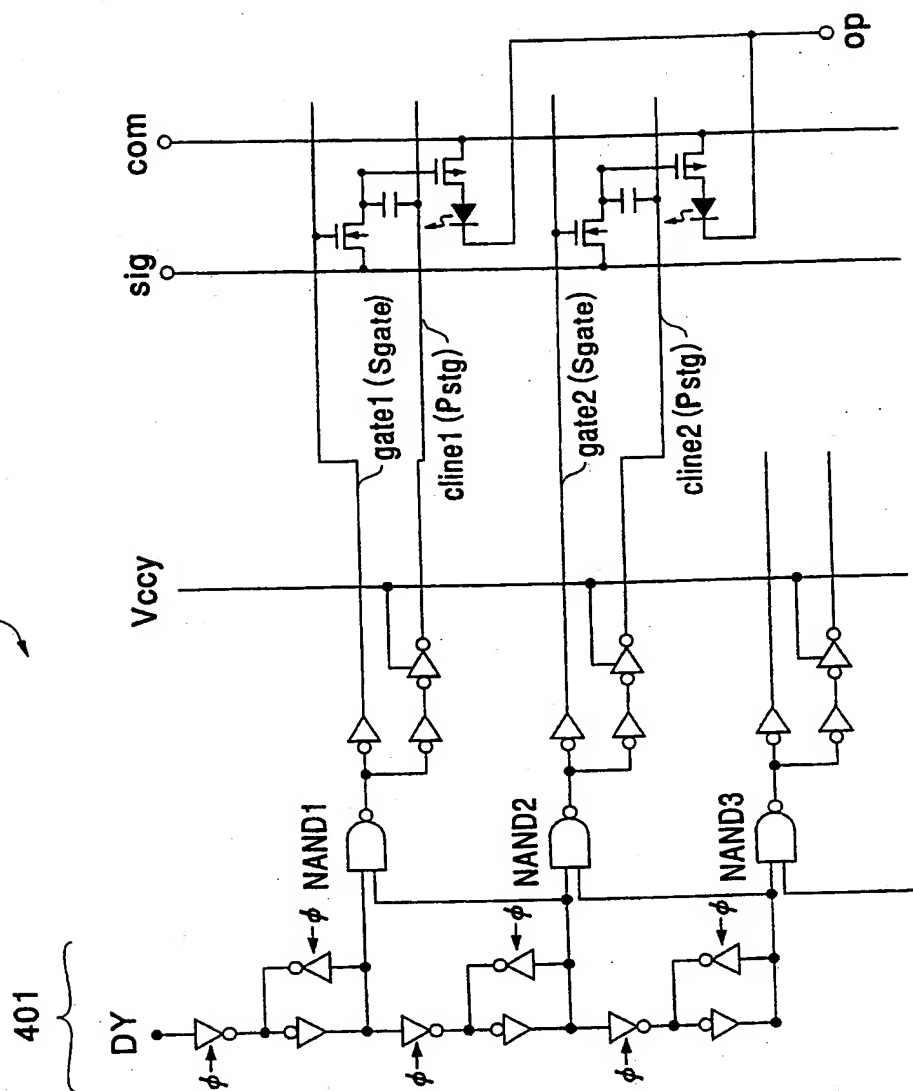 401
DY
Vccy
sig
com
op
ϕ
ϕ
NAND1
gate1 (Sgate)
cline1 (Pstg)
ϕ
ϕ
NAND2
gate2 (Sgate)
cline2 (Pstg)
ϕ
ϕ
NAND3